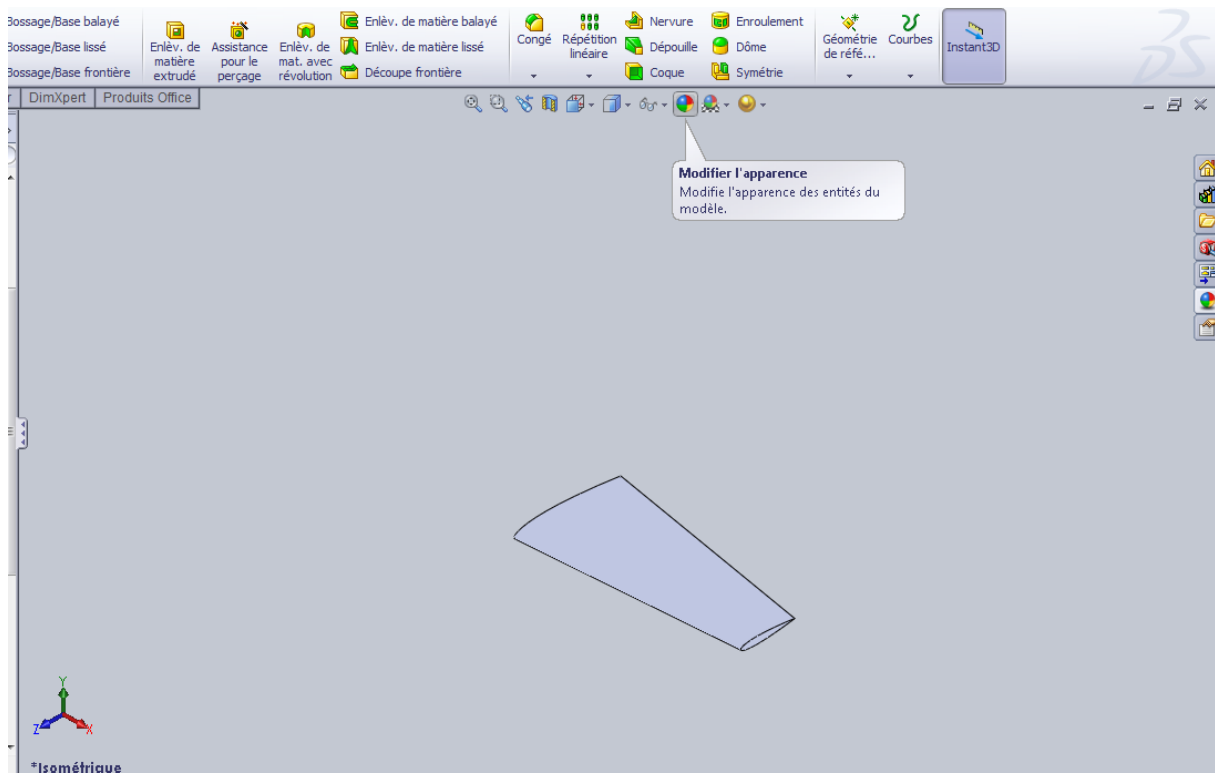 Bossage/Base balayé
Bossage/Base lissé
Bossage/Base frontière
Enlèv. de
matière
extrudé
Assistance
pour le
perçage
Enlèv. de
mat. avec
révolution
Enlèv. de matière balayé
Enlèv. de matière lissé
Découpe frontière
Congé
Répétition
linéaire
Nervure
Dépouille
Coque
Enroulement
Dôme
Symétrie
Géométrie
de réfé...
Courbes
Instant3D
r
DimXpert
Produits Office
Modifier l'apparence
Modifie l'apparence des entités du
modèle.
Y
Z
X
*Isométrique